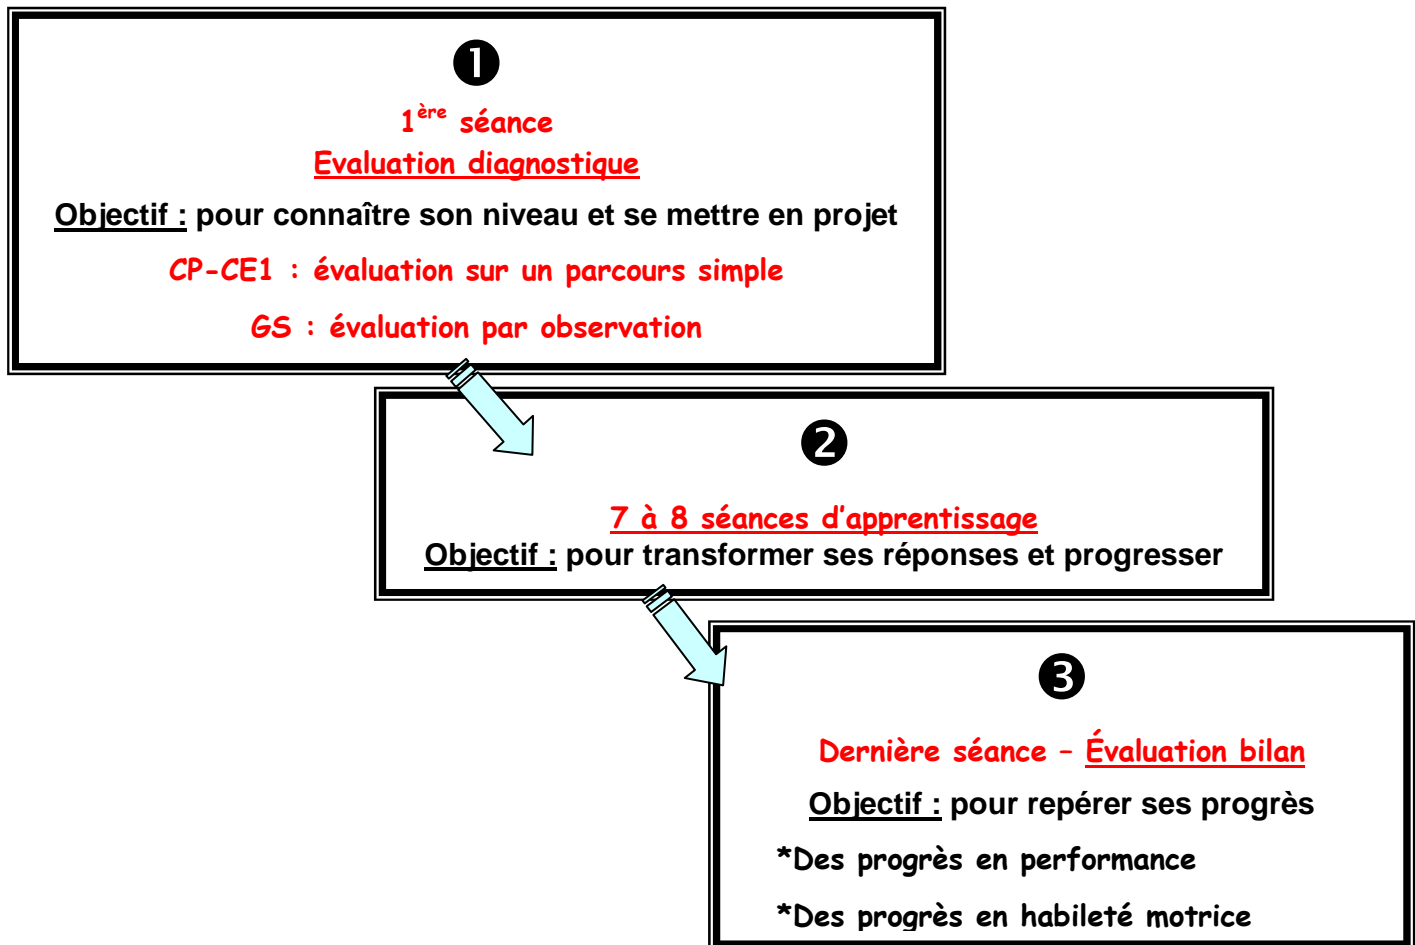 ❶
1ère séance
Evaluation diagnostique
Objectif : pour connaître son niveau et se mettre en projet
CP-CE1 : évaluation sur un parcours simple
GS : évaluation par observation
❷
7 à 8 séances d'apprentissage
Objectif : pour transformer ses réponses et progresser
❸
Dernière séance – Évaluation bilan
Objectif : pour repérer ses progrès
*Des progrès en performance
*Des progrès en habileté motrice